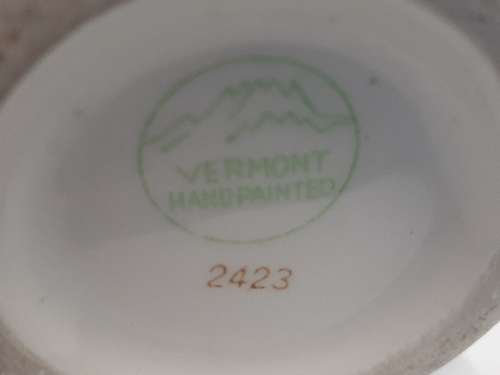 VERMONT
HAND PAINTED
2423